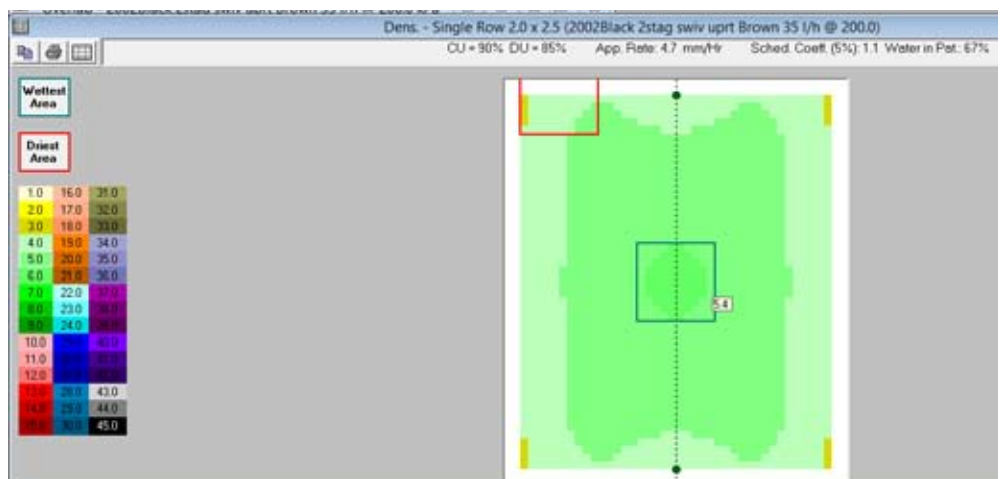 Dens. - Single Row 2.0 x 2.5 (2002Black 2stag swiv uprt Brown 35 l/h @ 200.0)
CU = 90% DU = 85% App. Rate: 4.7 mm/Hr Sched. Coeff. (5%): 1.1 Water in Pat.: 67%
Wettest
Area
Driest
Area
1.0 16.0 31.0
2.0 17.0 32.0
3.0 18.0 33.0
4.0 19.0 34.0
5.0 20.0 35.0
6.0 21.0 36.0
7.0 22.0
8.0 23.0
9.0 24.0
10.0
11.0
12.0
13.0 28.0 43.0
14.0 29.0 44.0
15.0 30.0 45.0
5.4